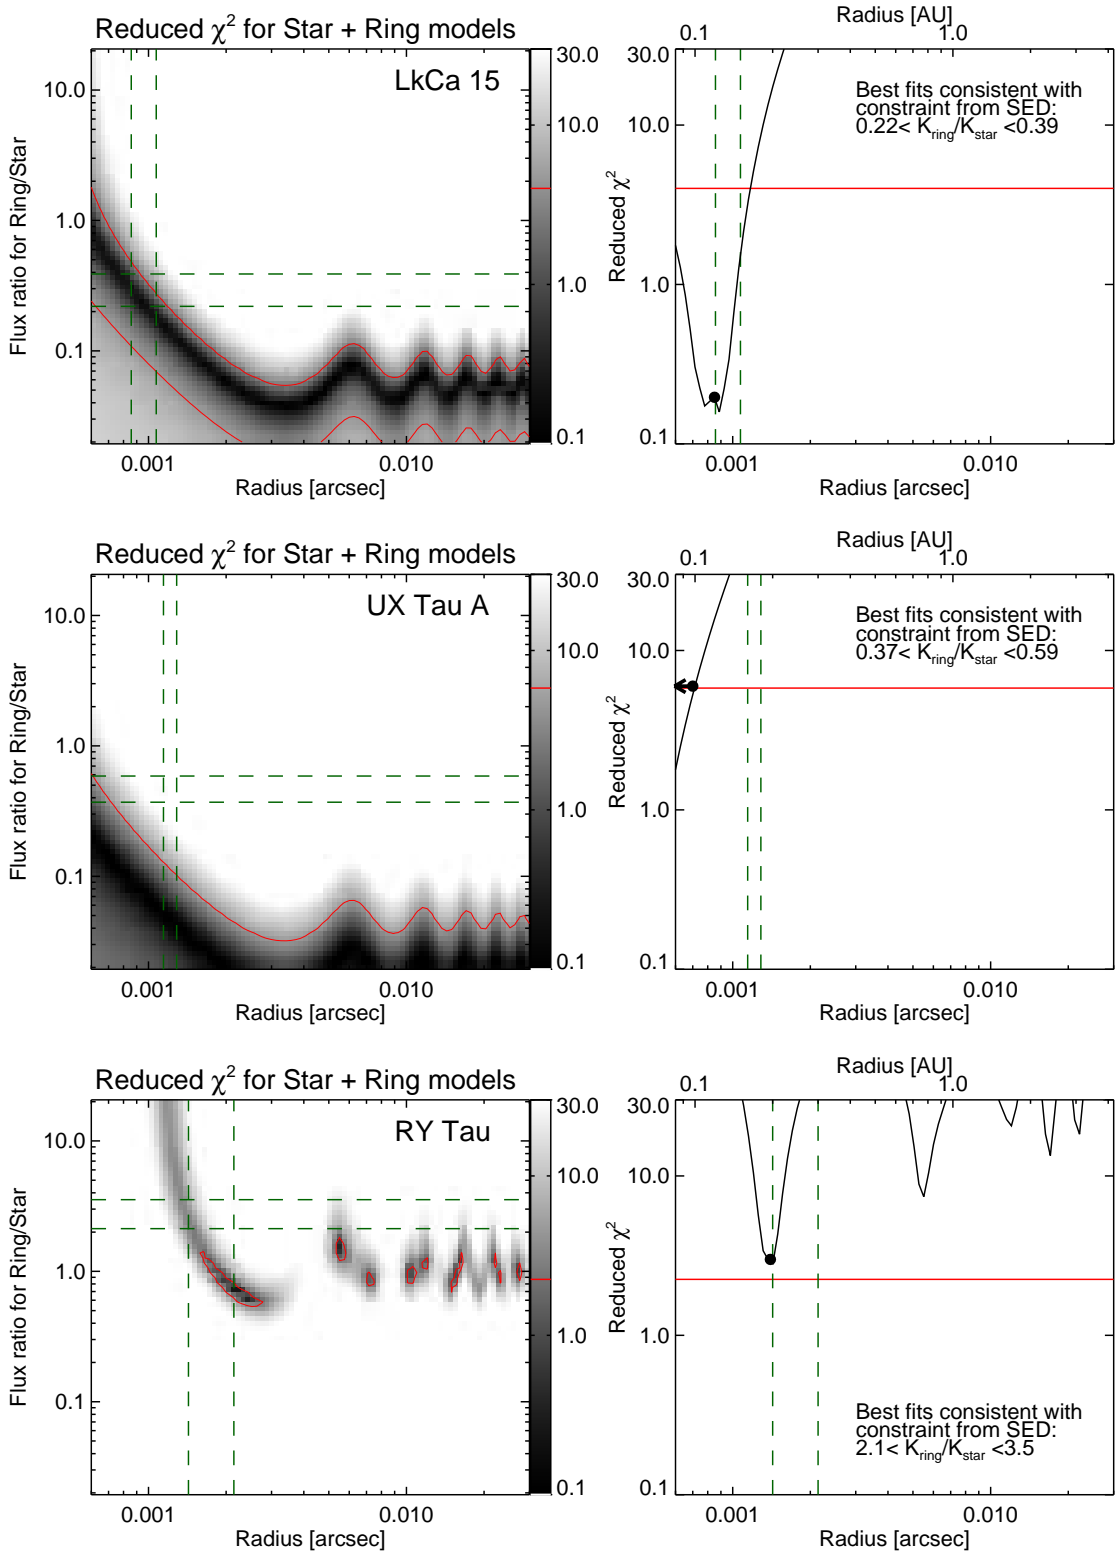 Reduced χ² for Star + Ring models
LkCa 15
Flux ratio for Ring/Star
10.0
1.0
0.1
0.001
0.010
Radius [arcsec]
30.0
10.0
1.0
0.1
Radius [AU]
0.1
1.0
Reduced χ²
30.0
10.0
1.0
0.1
Best fits consistent with
constraint from SED:
0.22< K_ring/K_star <0.39
0.001
0.010
Radius [arcsec]
Reduced χ² for Star + Ring models
UX Tau A
Flux ratio for Ring/Star
10.0
1.0
0.1
0.001
0.010
Radius [arcsec]
30.0
10.0
1.0
0.1
Radius [AU]
0.1
1.0
Reduced χ²
30.0
10.0
1.0
0.1
Best fits consistent with
constraint from SED:
0.37< K_ring/K_star <0.59
0.001
0.010
Radius [arcsec]
Reduced χ² for Star + Ring models
RY Tau
Flux ratio for Ring/Star
10.0
1.0
0.1
0.001
0.010
Radius [arcsec]
30.0
10.0
1.0
0.1
Radius [AU]
0.1
1.0
Reduced χ²
30.0
10.0
1.0
0.1
Best fits consistent with
constraint from SED:
2.1< K_ring/K_star <3.5
0.001
0.010
Radius [arcsec]